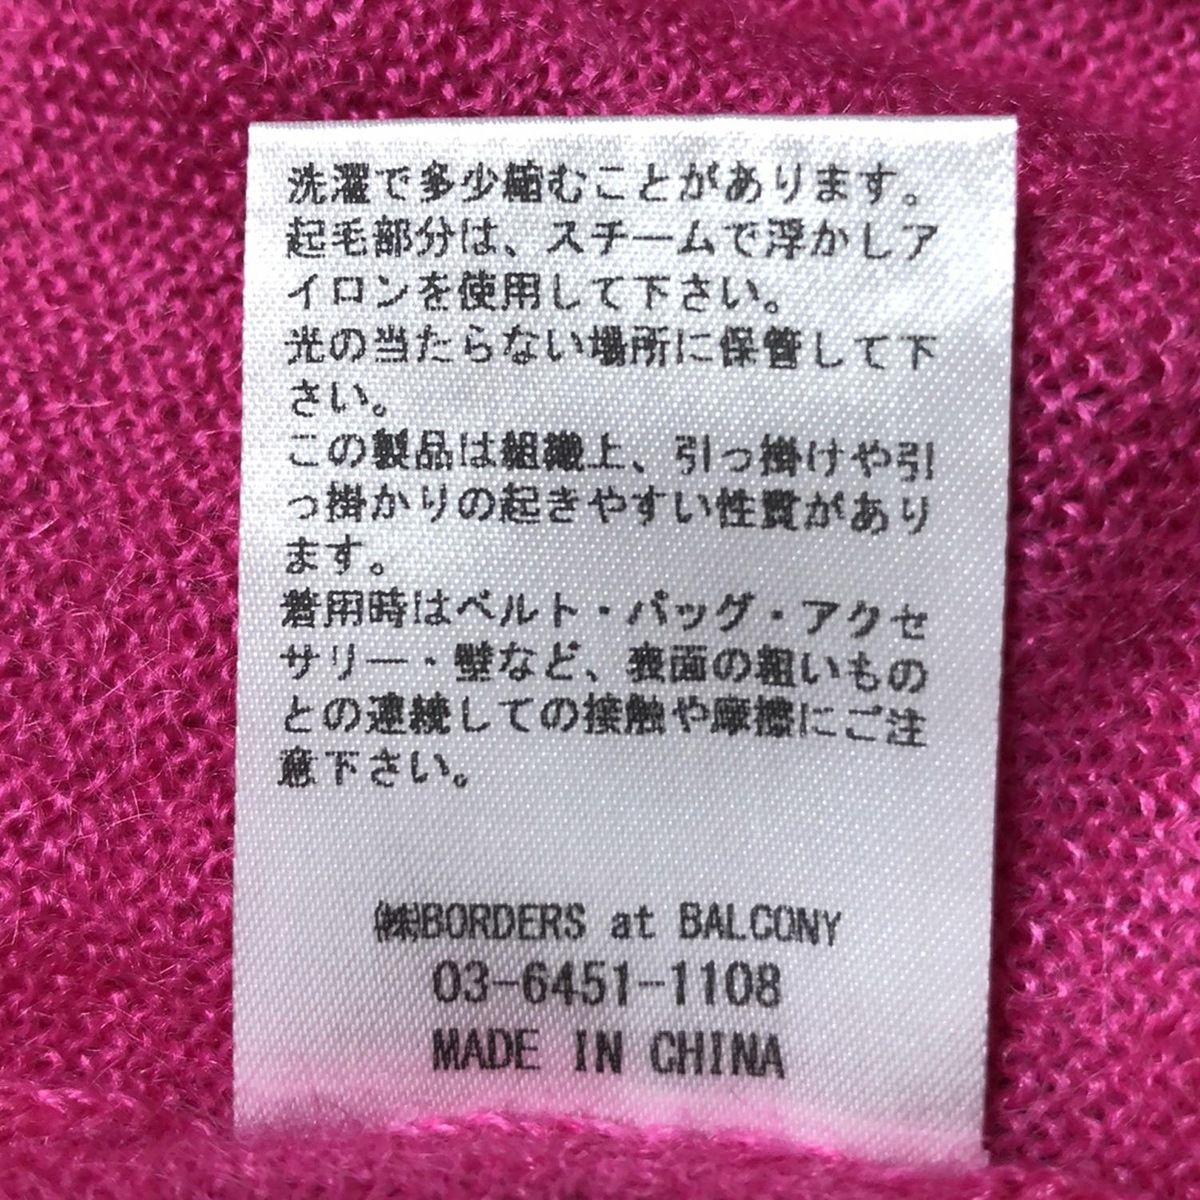 洗濯で多少縮むことがあります。
起毛部分は、スチームで浮かしア
イロンを使用して下さい。
光の当たらない場所に保管して下
さい。
この製品は組織上、引っ掛けや引
っ掛かりの起きやすい性質があり
ます。
着用時はベルト・バッグ・アクセ
サリー・壁など、表面の粗いもの
との連続しての接触や摩擦にご注
意下さい。
㈱BORDERS at BALCONY
03-6451-1108
MADE IN CHINA